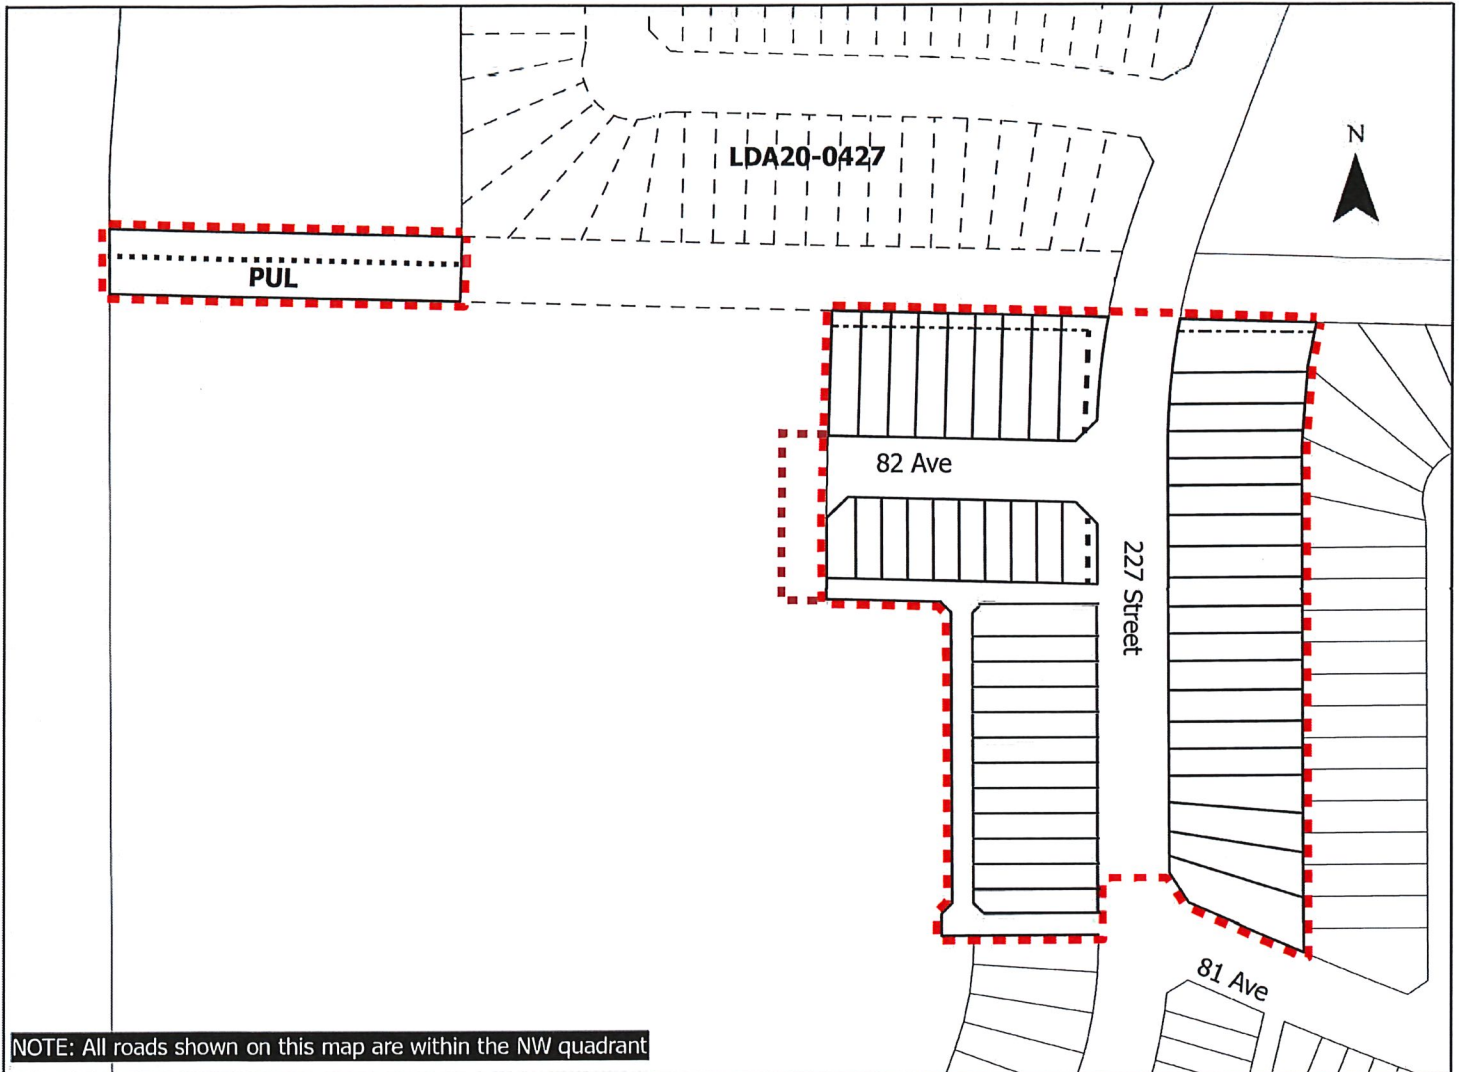 N
LDA20-0427
PUL
82 Ave
227 Street
81 Ave
NOTE: All roads shown on this map are within the NW quadrant